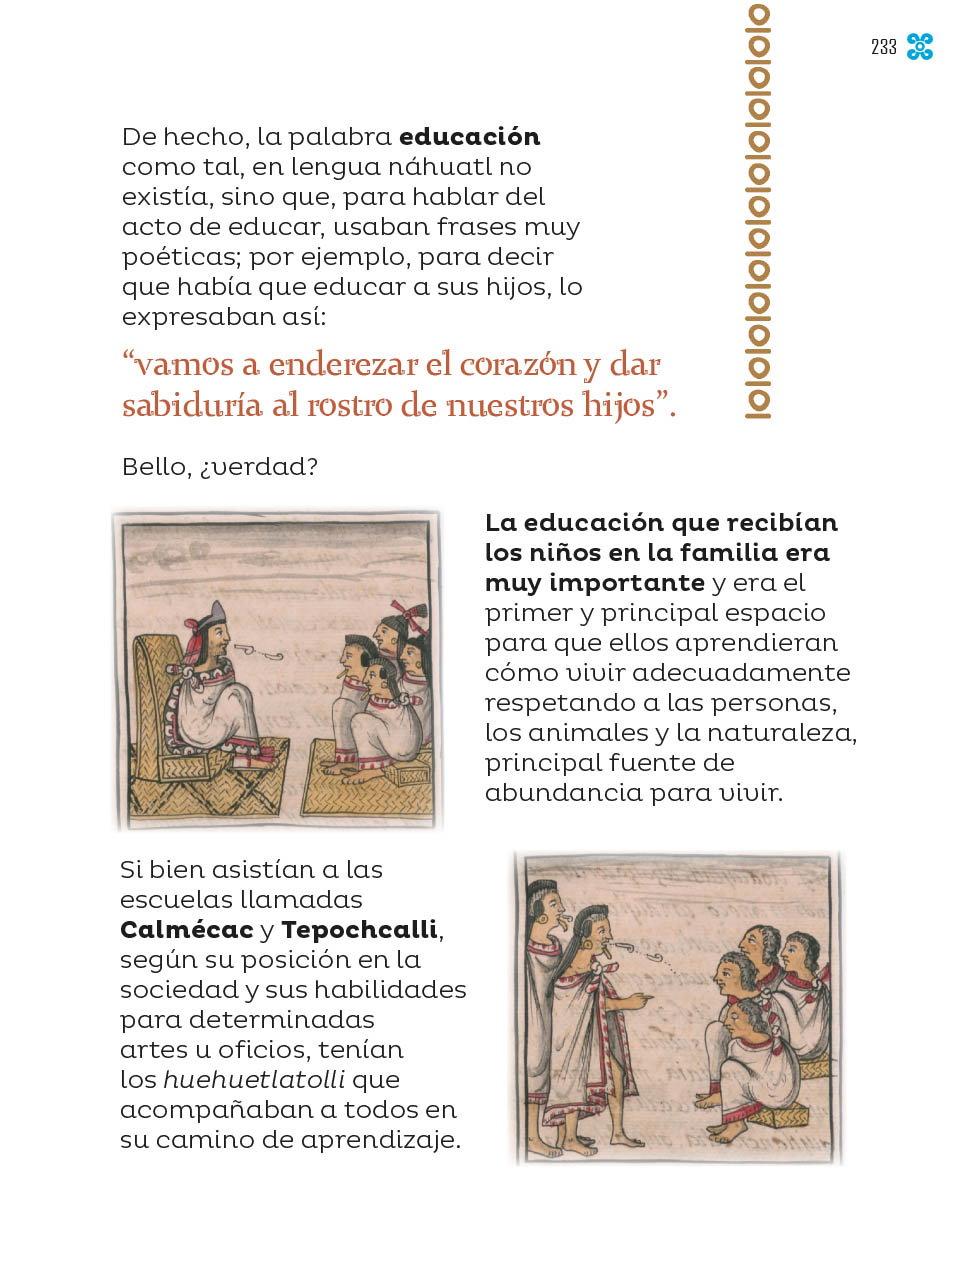 233
De hecho, la palabra educación
como tal, en lengua náhuatl no
existía, sino que, para hablar del
acto de educar, usaban frases muy
poéticas; por ejemplo, para decir
que había que educar a sus hijos, lo
expresaban así:
“vamos a enderezar el corazón y dar
sabiduría al rostro de nuestros hijos”.
Bello, ¿verdad?
La educación que recibían
los niños en la familia era
muy importante y era el
primer y principal espacio
para que ellos aprendieran
cómo vivir adecuadamente
respetando a las personas,
los animales y la naturaleza,
principal fuente de
abundancia para vivir.
Si bien asistían a las
escuelas llamadas
Calmécac y Tepochcalli,
según su posición en la
sociedad y sus habilidades
para determinadas
artes u oficios, tenían
los huehuetlatolli que
acompañaban a todos en
su camino de aprendizaje.